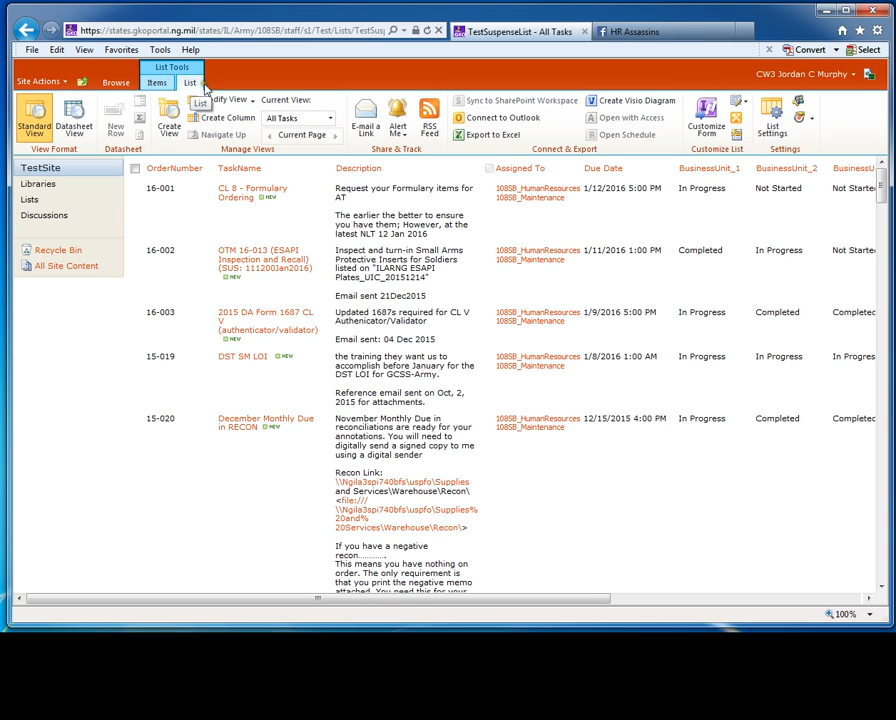 https://states.gkoportal.ng.mil/states/IL/Army/108SB/staff/s1/Test/Lists/TestSus
TestSuspenseList - All Tasks
HR Assassins
File Edit View Favorites Tools Help
Convert Select
List Tools
Site Actions Browse Items List
CW3 Jordan C Murphy
List
Standard View
Datasheet View
View Format
New Row
Datasheet
Create View
dify View
Create Column
Navigate Up
Current View:
All Tasks
Current Page
Manage Views
E-mail a Link
Alert Me
RSS Feed
Share & Track
Sync to SharePoint Workspace
Connect to Outlook
Export to Excel
Create Visio Diagram
Open with Access
Open Schedule
Connect & Export
Customize Form
Customize List
List Settings
Settings
TestSite
Libraries
Lists
Discussions
Recycle Bin
All Site Content
OrderNumber TaskName Description Assigned To Due Date BusinessUnit_1 BusinessUnit_2 BusinessU
16-001
CL 8 - Formulary
Ordering NEW
Request your Formulary items for
AT
The earlier the better to ensure
you have them; However, at the
latest NLT 12 Jan 2016
108SB_HumanResources
108SB_Maintenance
1/12/2016 5:00 PM In Progress Not Started Not Starte
16-002
OTM 16-013 (ESAPI
Inspection and Recall)
(SUS: 111200Jan2016)
NEW
Inspect and turn-in Small Arms
Protective Inserts for Soldiers
listed on "ILARNG ESAPI
Plates_UIC_20151214"
Email sent 21Dec2015
108SB_HumanResources
108SB_Maintenance
1/11/2016 1:00 PM Completed In Progress Not Starte
16-003
2015 DA Form 1687 CL
V
(authenticator/validator)
NEW
Updated 1687s required for CL V
Authenticator/Validator
Email sent: 04 Dec 2015
108SB_HumanResources
108SB_Maintenance
1/9/2016 5:00 PM In Progress Completed Completed
15-019
DST SM LOI NEW
the training they want us to
accomplish before January for the
DST LOI for GCSS-Army.
Reference email sent on Oct, 2,
2015 for attachments.
108SB_HumanResources
108SB_Maintenance
1/8/2016 1:00 AM In Progress In Progress In Progress
15-020
December Monthly Due
in RECON NEW
November Monthly Due in
reconciliations are ready for your
annotations. You will need to
digitally send a signed copy to me
using a digital sender
Recon Link:
\\Ngila3spi740bfs\uspfo\Supplies
and Services\Warehouse\Recon\
<file:///
\\Ngila3spi740bfs\uspfo\Supplies%
20and%
20Services\Warehouse\Recon\>
If you have a negative
recon............
This means you have nothing on
order. The only requirement is
that you print the negative memo
attached. You need this for your
108SB_HumanResources
108SB_Maintenance
12/15/2015 4:00 PM In Progress Completed Completed
100%